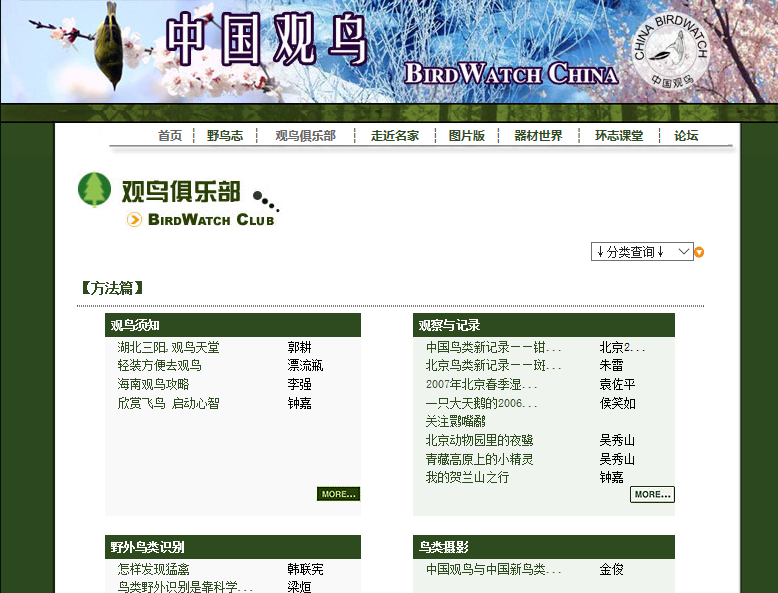 中国观鸟
BIRDWATCH CHINA
CHINA BIRDWATCH
中国观鸟
首页 野鸟志 观鸟俱乐部 走近名家 图片版 器材世界 环志课堂 论坛
观鸟俱乐部
BIRDWATCH CLUB
↓分类查询↓
【方法篇】
观鸟须知
湖北三阳,观鸟天堂 郭耕
轻装方便去观鸟 漂流瓶
海南观鸟攻略 李强
欣赏飞鸟 启动心智 钟嘉
MORE...
观察与记录
中国鸟类新记录－－钳... 北京2...
北京鸟类新记录－－斑... 朱雷
2007年北京春季湿... 袁佐平
一只大天鹅的2006... 侯笑如
关注鹮嘴鹬
北京动物园里的夜鹭 吴秀山
青藏高原上的小精灵 吴秀山
我的贺兰山之行 钟嘉
MORE...
野外鸟类识别
怎样发现猛禽 韩联宪
鸟类野外识别是靠科学... 梁烜
鸟类摄影
中国观鸟与中国新鸟类... 金俊